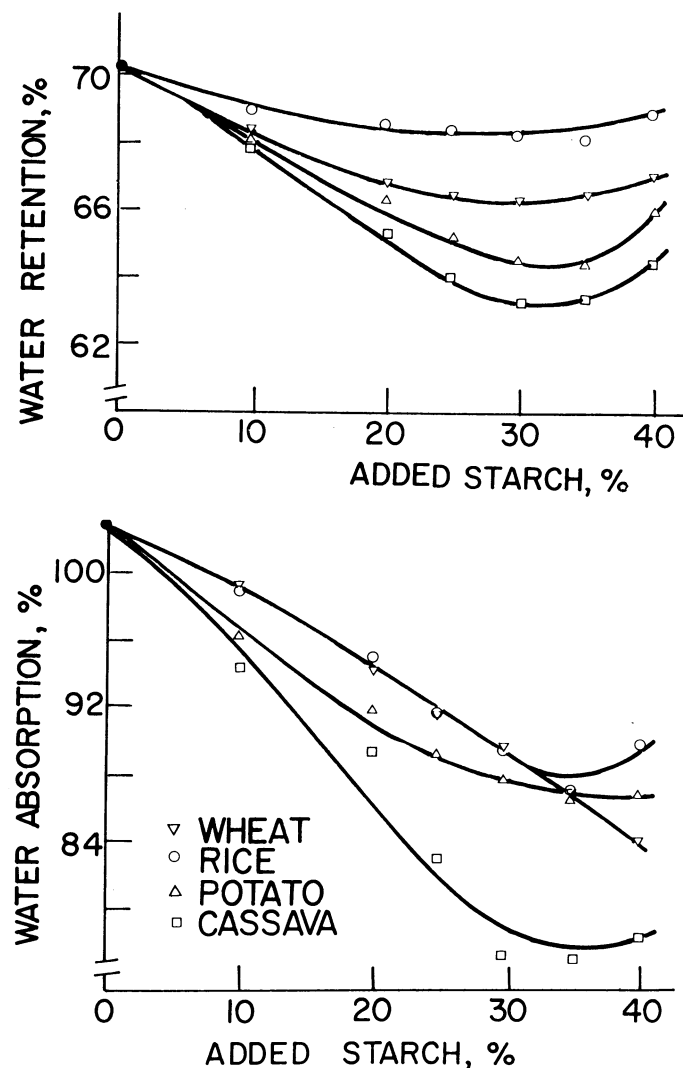 WATER RETENTION, %
70
66
62
0 10 20 30 40
ADDED STARCH, %
WATER ABSORPTION, %
100
92
84
WHEAT
RICE
POTATO
CASSAVA
0 10 20 30 40
ADDED STARCH, %